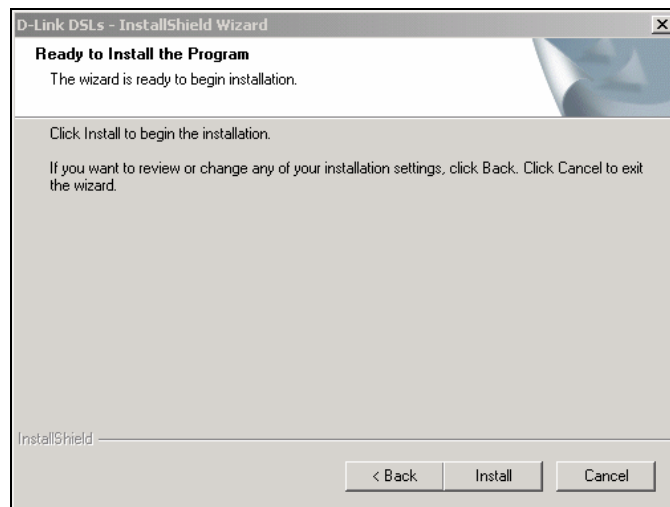 D-Link DSLs - InstallShield Wizard
Ready to Install the Program
The wizard is ready to begin installation.
Click Install to begin the installation.
If you want to review or change any of your installation settings, click Back. Click Cancel to exit
the wizard.
InstallShield
< Back Install Cancel